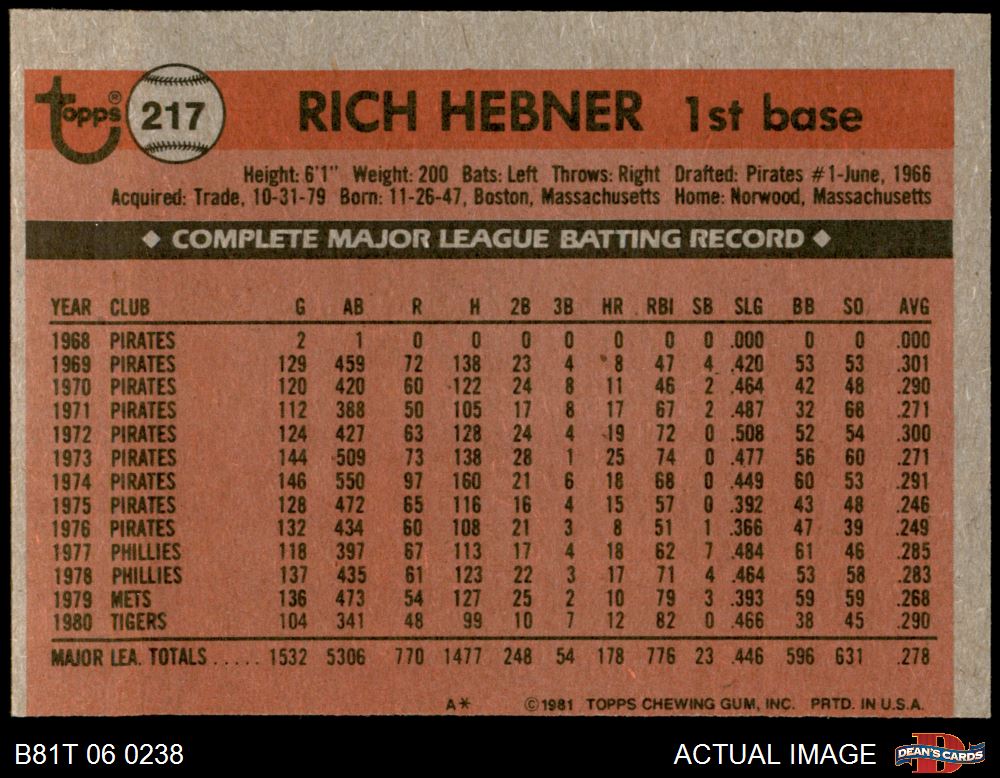 topps® 217 RICH HEBNER 1st base
Height: 6'1" Weight: 200 Bats: Left Throws: Right Drafted: Pirates #1-June, 1966
Acquired: Trade, 10-31-79 Born: 11-26-47, Boston, Massachusetts Home: Norwood, Massachusetts
◆ COMPLETE MAJOR LEAGUE BATTING RECORD ◆
YEAR CLUB G AB R H 2B 3B HR RBI SB SLG BB SO AVG
1968 PIRATES 2 1 0 0 0 0 0 0 0 .000 0 0 .000
1969 PIRATES 129 459 72 138 23 4 8 47 4 .420 53 53 .301
1970 PIRATES 120 420 60 122 24 8 11 46 2 .464 42 48 .290
1971 PIRATES 112 388 50 105 17 8 17 67 2 .487 32 68 .271
1972 PIRATES 124 427 63 128 24 4 19 72 0 .508 52 54 .300
1973 PIRATES 144 509 73 138 28 1 25 74 0 .477 56 60 .271
1974 PIRATES 146 550 97 160 21 6 18 68 0 .449 60 53 .291
1975 PIRATES 128 472 65 116 16 4 15 57 0 .392 43 48 .246
1976 PIRATES 132 434 60 108 21 3 8 51 1 .366 47 39 .249
1977 PHILLIES 118 397 67 113 17 4 18 62 7 .484 61 46 .285
1978 PHILLIES 137 435 61 123 22 3 17 71 4 .464 53 58 .283
1979 METS 136 473 54 127 25 2 10 79 3 .393 59 59 .268
1980 TIGERS 104 341 48 99 10 7 12 82 0 .466 38 45 .290
MAJOR LEA. TOTALS ..... 1532 5306 770 1477 248 54 178 776 23 .446 596 631 .278
A* ©1981 TOPPS CHEWING GUM, INC. PRTD. IN U.S.A.
B81T 06 0238 ACTUAL IMAGE DEAN'S CARDS